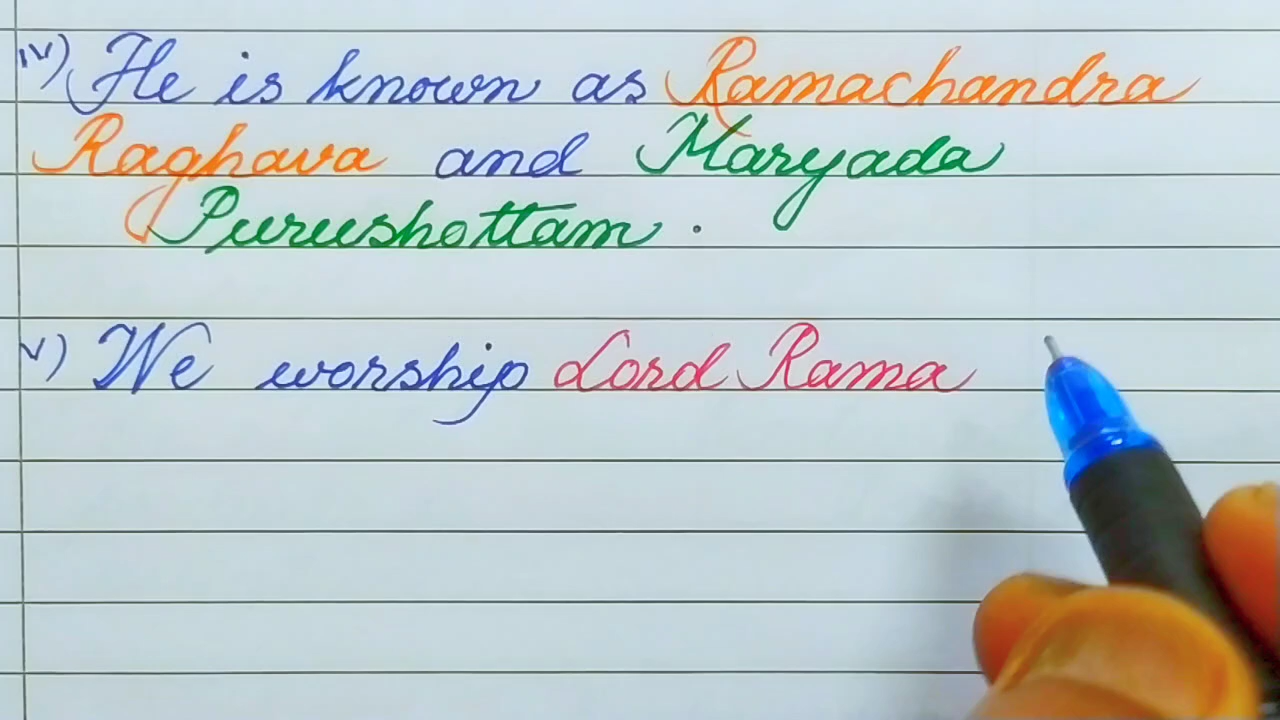 iv) He is known as Ramachandra
Raghava and Maryada
Purushottam .
v) We worship Lord Rama